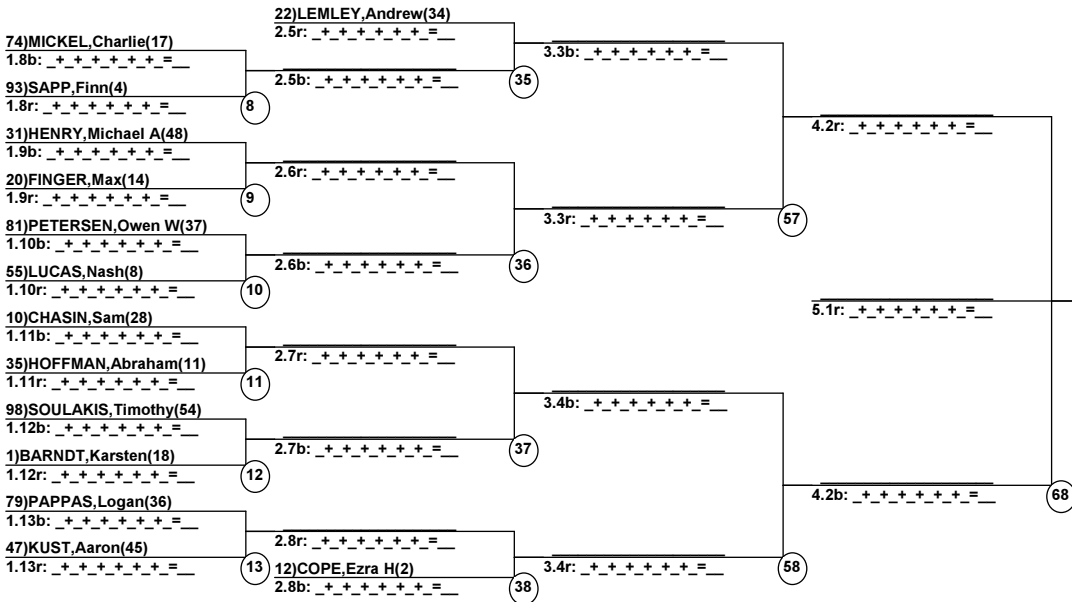 74)MICKEL,Charlie(17)
1.8b: _+_+_+_+_+_=__
93)SAPP,Finn(4)
1.8r: _+_+_+_+_+_=__
8
31)HENRY,Michael A(48)
1.9b: _+_+_+_+_+_=__
20)FINGER,Max(14)
1.9r: _+_+_+_+_+_=__
9
81)PETERSEN,Owen W(37)
1.10b: _+_+_+_+_+_=__
55)LUCAS,Nash(8)
1.10r: _+_+_+_+_+_=__
10
10)CHASIN,Sam(28)
1.11b: _+_+_+_+_+_=__
35)HOFFMAN,Abraham(11)
1.11r: _+_+_+_+_+_=__
11
98)SOULAKIS,Timothy(54)
1.12b: _+_+_+_+_+_=__
1)BARNDT,Karsten(18)
1.12r: _+_+_+_+_+_=__
12
79)PAPPAS,Logan(36)
1.13b: _+_+_+_+_+_=__
47)KUST,Aaron(45)
1.13r: _+_+_+_+_+_=__
13
22)LEMLEY,Andrew(34)
2.5r: _+_+_+_+_+_=__
2.5b: _+_+_+_+_+_=__
35
2.6r: _+_+_+_+_+_=__
2.6b: _+_+_+_+_+_=__
36
2.7r: _+_+_+_+_+_=__
2.7b: _+_+_+_+_+_=__
37
2.8r: _+_+_+_+_+_=__
12)COPE,Ezra H(2)
2.8b: _+_+_+_+_+_=__
38
3.3b: _+_+_+_+_+_=__
3.3r: _+_+_+_+_+_=__
57
3.4b: _+_+_+_+_+_=__
3.4r: _+_+_+_+_+_=__
58
4.2r: _+_+_+_+_+_=__
4.2b: _+_+_+_+_+_=__
68
5.1r: _+_+_+_+_+_=__